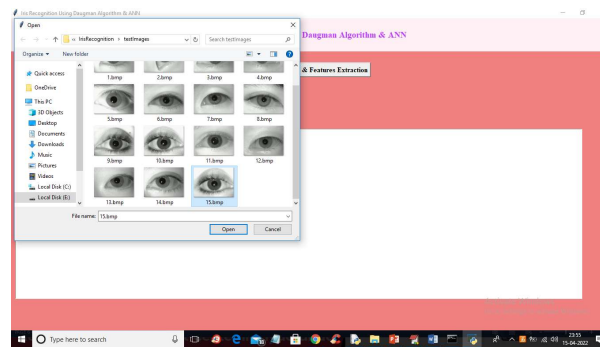 Iris Recognition Using Daugman Algorithm & ANN
Open
Daugman Algorithm & ANN
IrisRecognition > testImages
Search testImages
Organize
New folder
& Features Extraction
Quick access
OneDrive
This PC
3D Objects
Desktop
Documents
Downloads
Music
Pictures
Videos
Local Disk (C:)
Local Disk (E:)
1.bmp 2.bmp 3.bmp 4.bmp
5.bmp 6.bmp 7.bmp 8.bmp
9.bmp 10.bmp 11.bmp 12.bmp
13.bmp 14.bmp 15.bmp
File name: 15.bmp
Open Cancel
Type here to search
23:55
15-04-2022